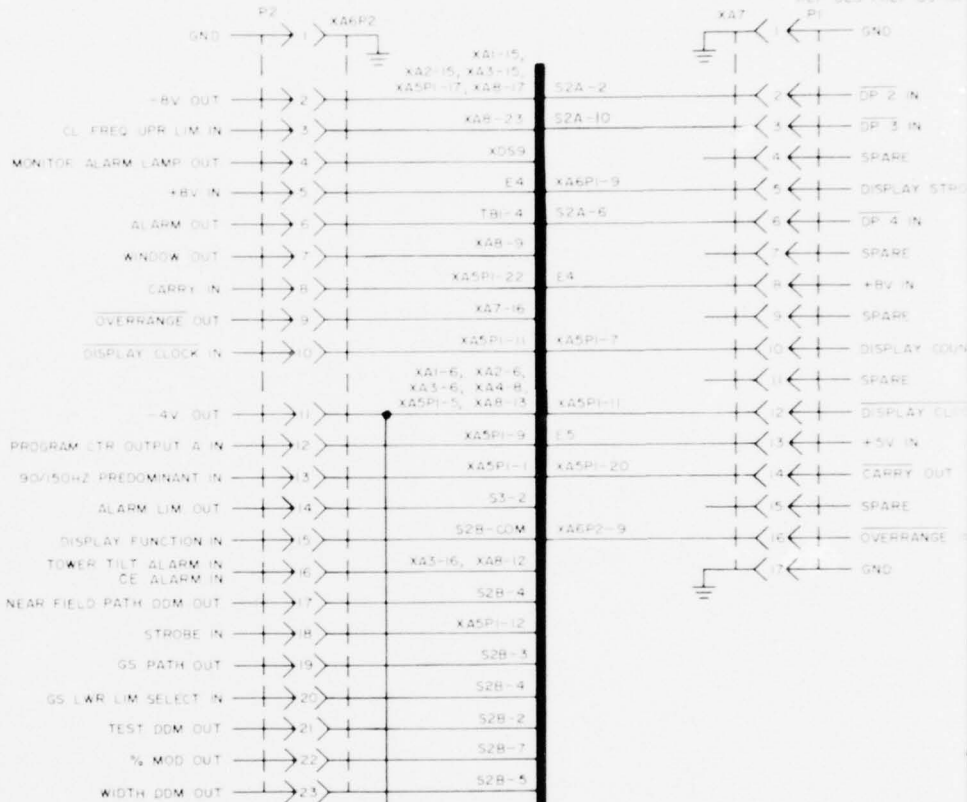 P2 XA6P2 XA7 P1
GND 1 1 GND
XA1-15,
XA2-15, XA3-15,
-8V OUT 2 XA5P1-17, XA8-17 S2A-2 2 DP 2 IN
CL FREQ UPR LIM IN 3 XA8-23 S2A-10 3 DP 3 IN
MONITOR ALARM LAMP OUT 4 XDS9 4 SPARE
+8V IN 5 E4 XA6P1-9 5 DISPLAY STRO
ALARM OUT 6 TB1-4 S2A-6 6 DP 4 IN
WINDOW OUT 7 XA8-9 7 SPARE
CARRY IN 8 XA5P1-22 E4 8 +8V IN
OVERRANGE OUT 9 XA7-16 9 SPARE
DISPLAY CLOCK IN 10 XA5P1-11 XA5P1-7 10 DISPLAY COUN
XA1-6, XA2-6, 11 SPARE
XA3-6, XA4-8,
-4V OUT 11 XA5P1-5, XA8-13 XA5P1-11 12 DISPLAY
PROGRAM CTR OUTPUT A IN 12 XA5P1-9 E5 13 +5V IN
90/150HZ PREDOMINANT IN 13 XA5P1-1 XA5P1-20 14 CARRY OUT
ALARM LIM OUT 14 S3-2 15 SPARE
DISPLAY FUNCTION IN 15 S2B-COM XA6P2-9 16 OVERRANGE
TOWER TILT ALARM IN
CE ALARM IN 16 XA3-16, XA8-12 17 GND
NEAR FIELD PATH DDM OUT 17 S2B-4
STROBE IN 18 XA5P1-12
GS PATH OUT 19 S2B-3
GS LWR LIM SELECT IN 20 S2B-4
TEST DDM OUT 21 S2B-2
% MOD OUT 22 S2B-7
WIDTH DDM OUT 23 S2B-5